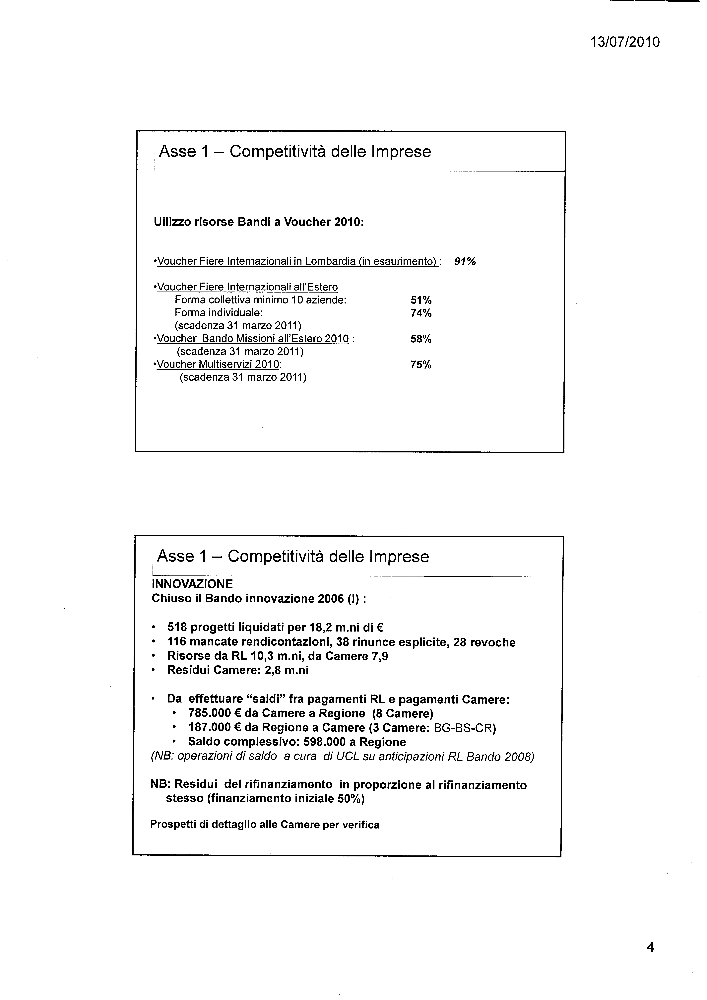 13/07/2010
Asse 1 – Competitività delle Imprese
Uilizzo risorse Bandi a Voucher 2010:
•Voucher Fiere Internazionali in Lombardia (in esaurimento) : 91%
•Voucher Fiere Internazionali all'Estero
Forma collettiva minimo 10 aziende: 51%
Forma individuale: 74%
(scadenza 31 marzo 2011)
•Voucher Bando Missioni all'Estero 2010 : 58%
(scadenza 31 marzo 2011)
•Voucher Multiservizi 2010: 75%
(scadenza 31 marzo 2011)
Asse 1 – Competitività delle Imprese
INNOVAZIONE
Chiuso il Bando innovazione 2006 (!) :
• 518 progetti liquidati per 18,2 m.ni di €
• 116 mancate rendicontazioni, 38 rinunce esplicite, 28 revoche
• Risorse da RL 10,3 m.ni, da Camere 7,9
• Residui Camere: 2,8 m.ni
• Da effettuare “saldi” fra pagamenti RL e pagamenti Camere:
• 785.000 € da Camere a Regione (8 Camere)
• 187.000 € da Regione a Camere (3 Camere: BG-BS-CR)
• Saldo complessivo: 598.000 a Regione
(NB: operazioni di saldo a cura di UCL su anticipazioni RL Bando 2008)
NB: Residui del rifinanziamento in proporzione al rifinanziamento
stesso (finanziamento iniziale 50%)
Prospetti di dettaglio alle Camere per verifica
4